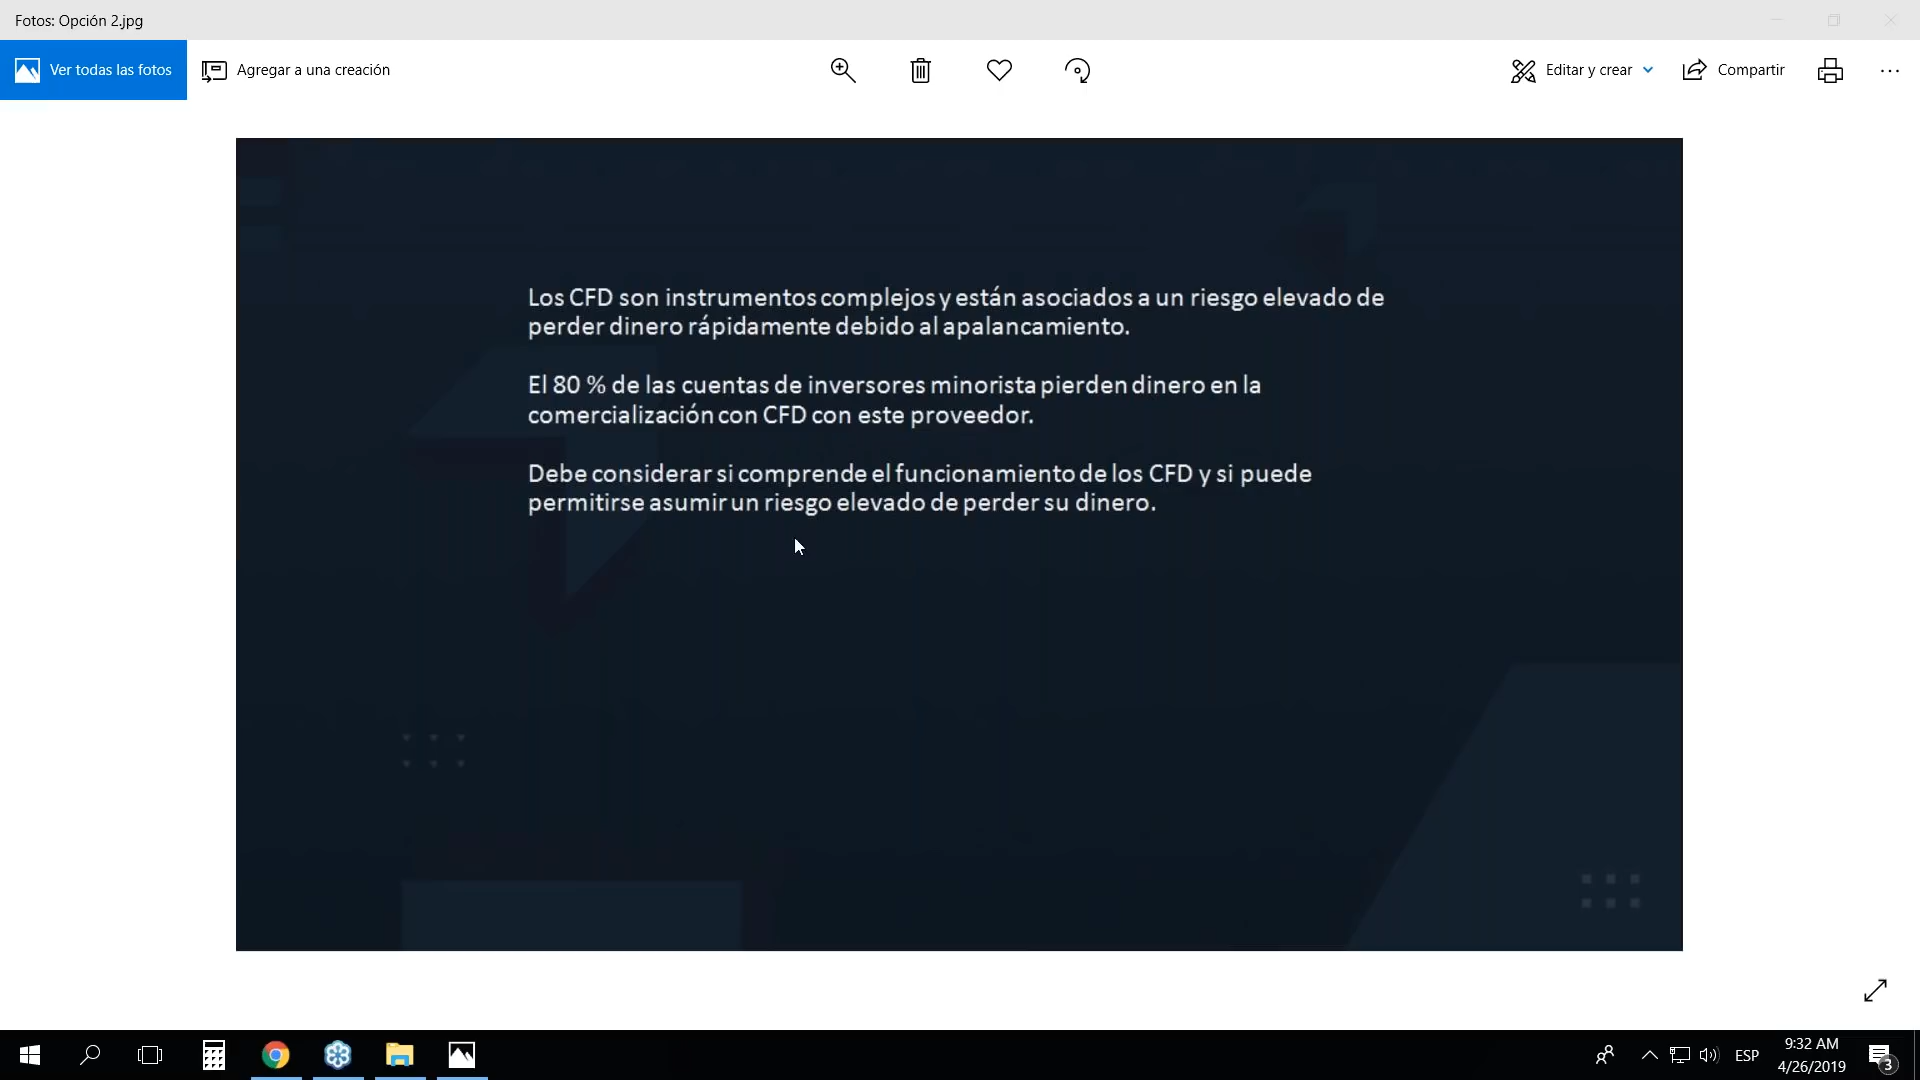 Fotos: Opción 2.jpg
Ver todas las fotos
Agregar a una creación
Editar y crear
Compartir
Los CFD son instrumentos complejos y están asociados a un riesgo elevado de
perder dinero rápidamente debido al apalancamiento.
El 80 % de las cuentas de inversores minorista pierden dinero en la
comercialización con CFD con este proveedor.
Debe considerar si comprende el funcionamiento de los CFD y si puede
permitirse asumir un riesgo elevado de perder su dinero.
ESP
9:32 AM
4/26/2019
3